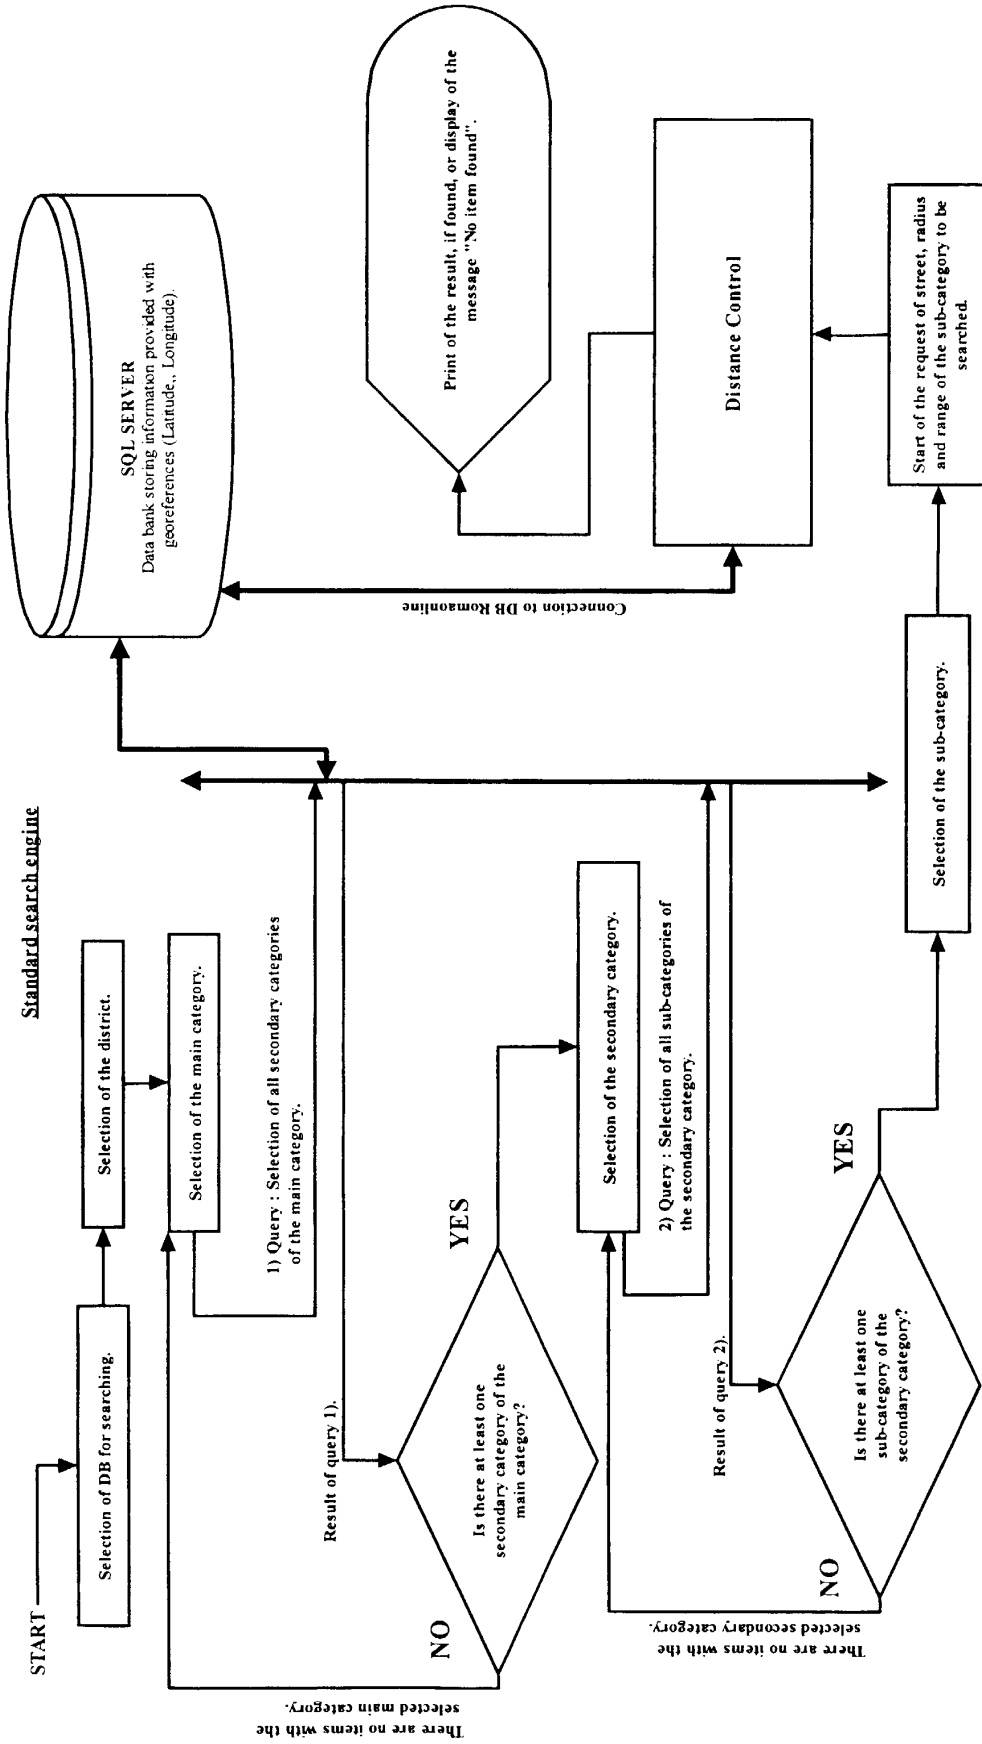 Standard search engine
START
Selection of DB for searching.
Selection of the district.
Selection of the main category.
1) Query : Selection of all secondary categories
of the main category.
Result of query 1).
Is there at least one
secondary category of the
main category?
NO
YES
There are no items with the
selected main category.
Selection of the secondary category.
2) Query : Selection of all sub-categories of
the secondary category.
Result of query 2).
Is there at least one
sub-category of the
secondary category?
NO
YES
There are no items with the
selected secondary category.
Selection of the sub-category.
SQL SERVER
Data bank storing information provided with
georeferences (Latitude,, Longitude).
Connection to DB Romaonline
Start of the request of street, radius
and range of the sub-category to be
searched.
Distance Control
Print of the result, if found, or display of the
message "No item found".